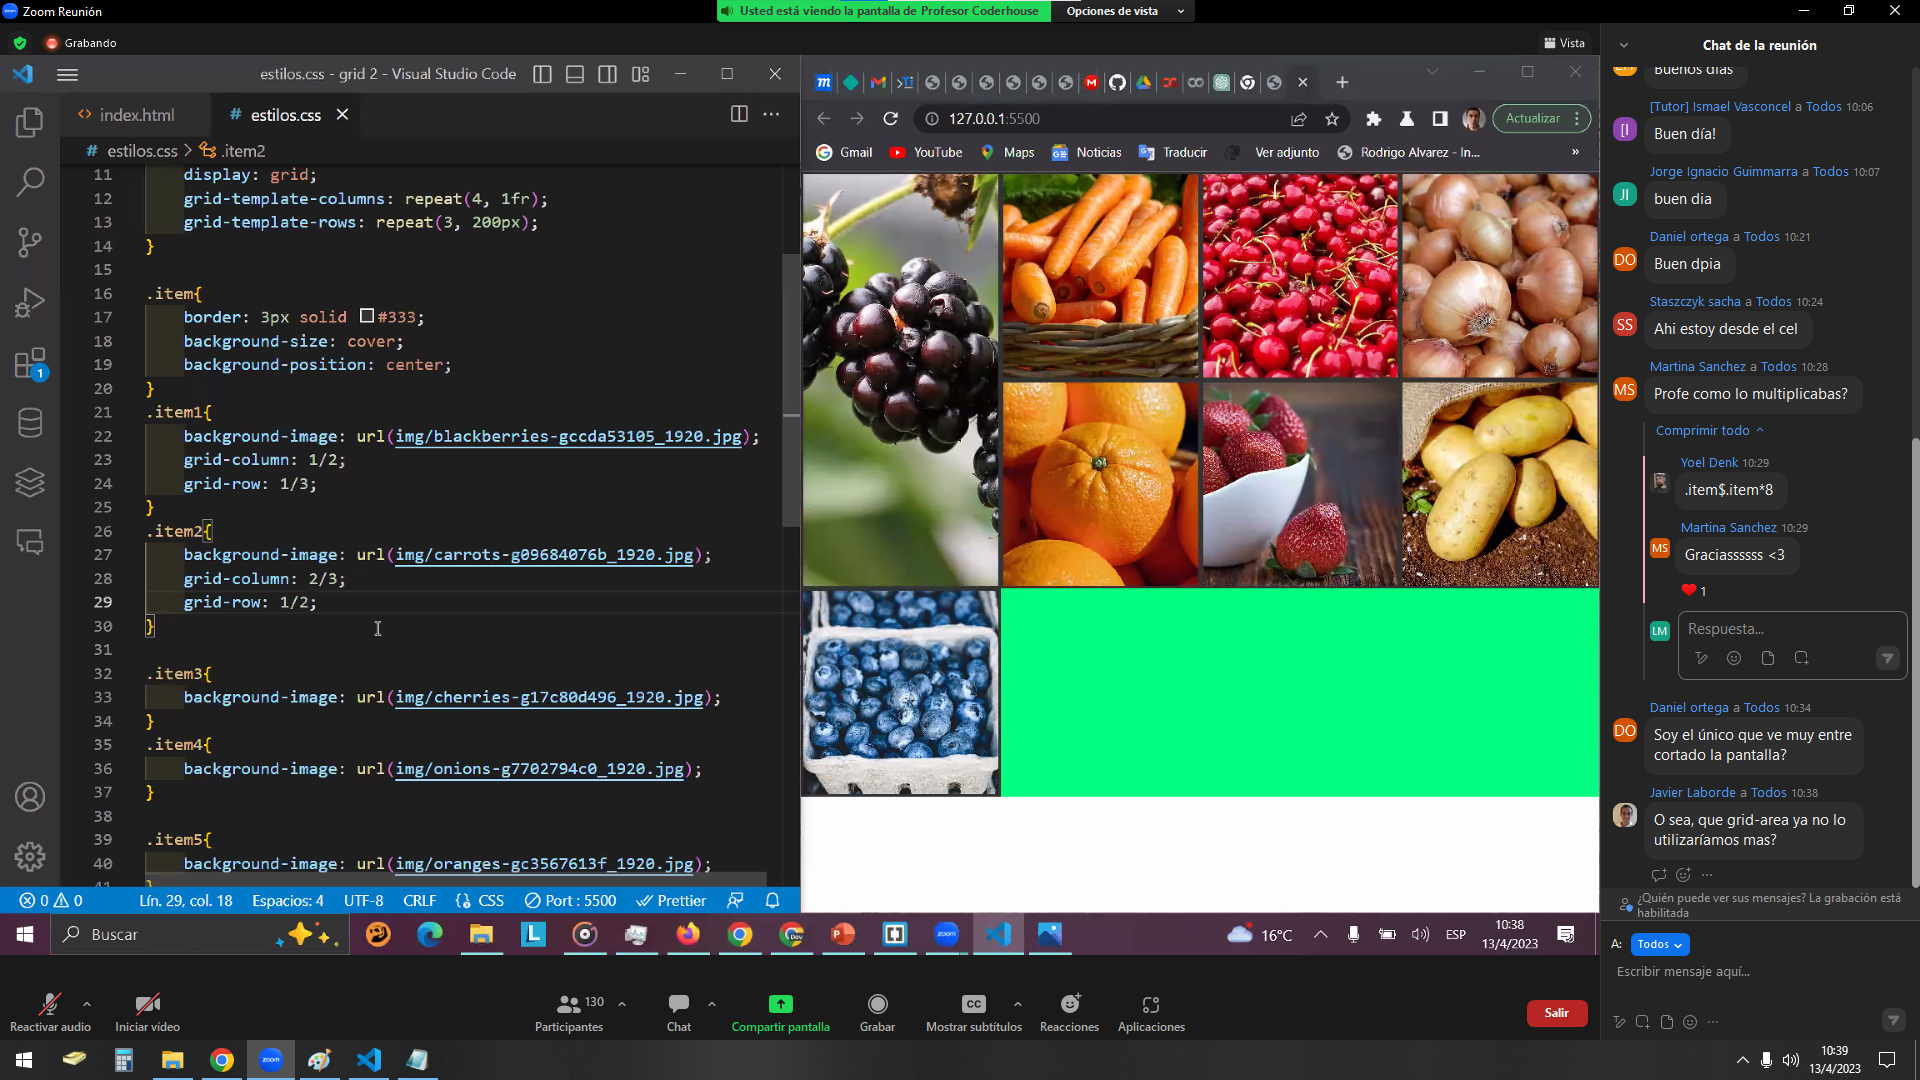 Zoom Reunión
Usted está viendo la pantalla de Profesor Coderhouse
Opciones de vista
Grabando
Vista
estilos.css - grid 2 - Visual Studio Code
index.html
# estilos.css
# estilos.css > .item2
11 display: grid;
12 grid-template-columns: repeat(4, 1fr);
13 grid-template-rows: repeat(3, 200px);
14 }
15
16 .item{
17 border: 3px solid #333;
18 background-size: cover;
19 background-position: center;
20 }
21 .item1{
22 background-image: url(img/blackberries-gccda53105_1920.jpg);
23 grid-column: 1/2;
24 grid-row: 1/3;
25 }
26 .item2{
27 background-image: url(img/carrots-g09684076b_1920.jpg);
28 grid-column: 2/3;
29 grid-row: 1/2;
30 }
31
32 .item3{
33 background-image: url(img/cherries-g17c80d496_1920.jpg);
34 }
35 .item4{
36 background-image: url(img/onions-g7702794c0_1920.jpg);
37 }
38
39 .item5{
40 background-image: url(img/oranges-gc3567613f_1920.jpg);
1
0 0
Lín. 29, col. 18
Espacios: 4
UTF-8
CRLF
CSS
Port : 5500
Prettier
127.0.0.1:5500
Actualizar
Gmail
YouTube
Maps
Noticias
Traducir
Ver adjunto
Rodrigo Alvarez - In...
»
Buscar
16°C
ESP
10:38
13/4/2023
Reactivar audio
Iniciar vídeo
130
Participantes
Chat
Compartir pantalla
Grabar
CC
Mostrar subtítulos
Reacciones
Aplicaciones
Salir
Chat de la reunión
Buenos días
[Tutor] Ismael Vasconcel a Todos 10:06
[I
Buen día!
Jorge Ignacio Guimmarra a Todos 10:07
JI
buen dia
Daniel ortega a Todos 10:21
DO
Buen dpia
Staszczyk sacha a Todos 10:24
SS
Ahi estoy desde el cel
Martina Sanchez a Todos 10:28
MS
Profe como lo multiplicabas?
Comprimir todo
Yoel Denk 10:29
.item$.item*8
Martina Sanchez 10:29
MS
Graciassssss <3
1
LM
Respuesta...
Daniel ortega a Todos 10:34
DO
Soy el único que ve muy entre
cortado la pantalla?
Javier Laborde a Todos 10:38
O sea, que grid-area ya no lo
utilizaríamos mas?
¿Quién puede ver sus mensajes? La grabación está
habilitada
A: Todos
Escribir mensaje aquí...
zoom
10:39
13/4/2023